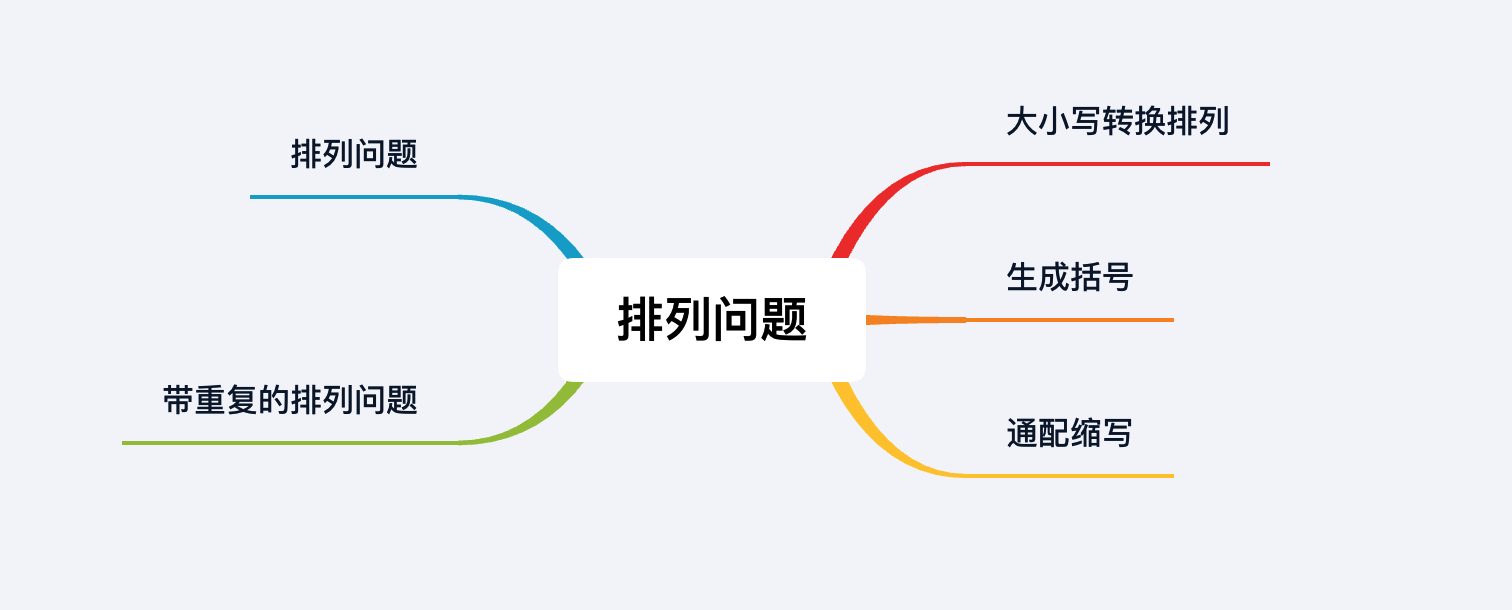 排列问题
带重复的排列问题
排列问题
大小写转换排列
生成括号
通配缩写